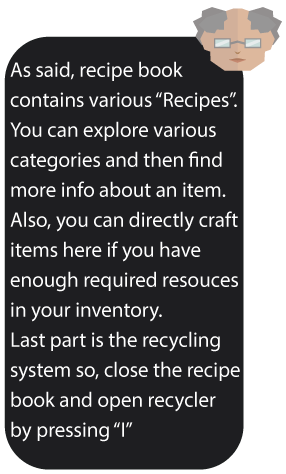 As said, recipe book
contains various “Recipes”.
You can explore various
categories and then find
more info about an item.
Also, you can directly craft
items here if you have
enough required resouces
in your inventory.
Last part is the recycling
system so, close the recipe
book and open recycler
by pressing “I”